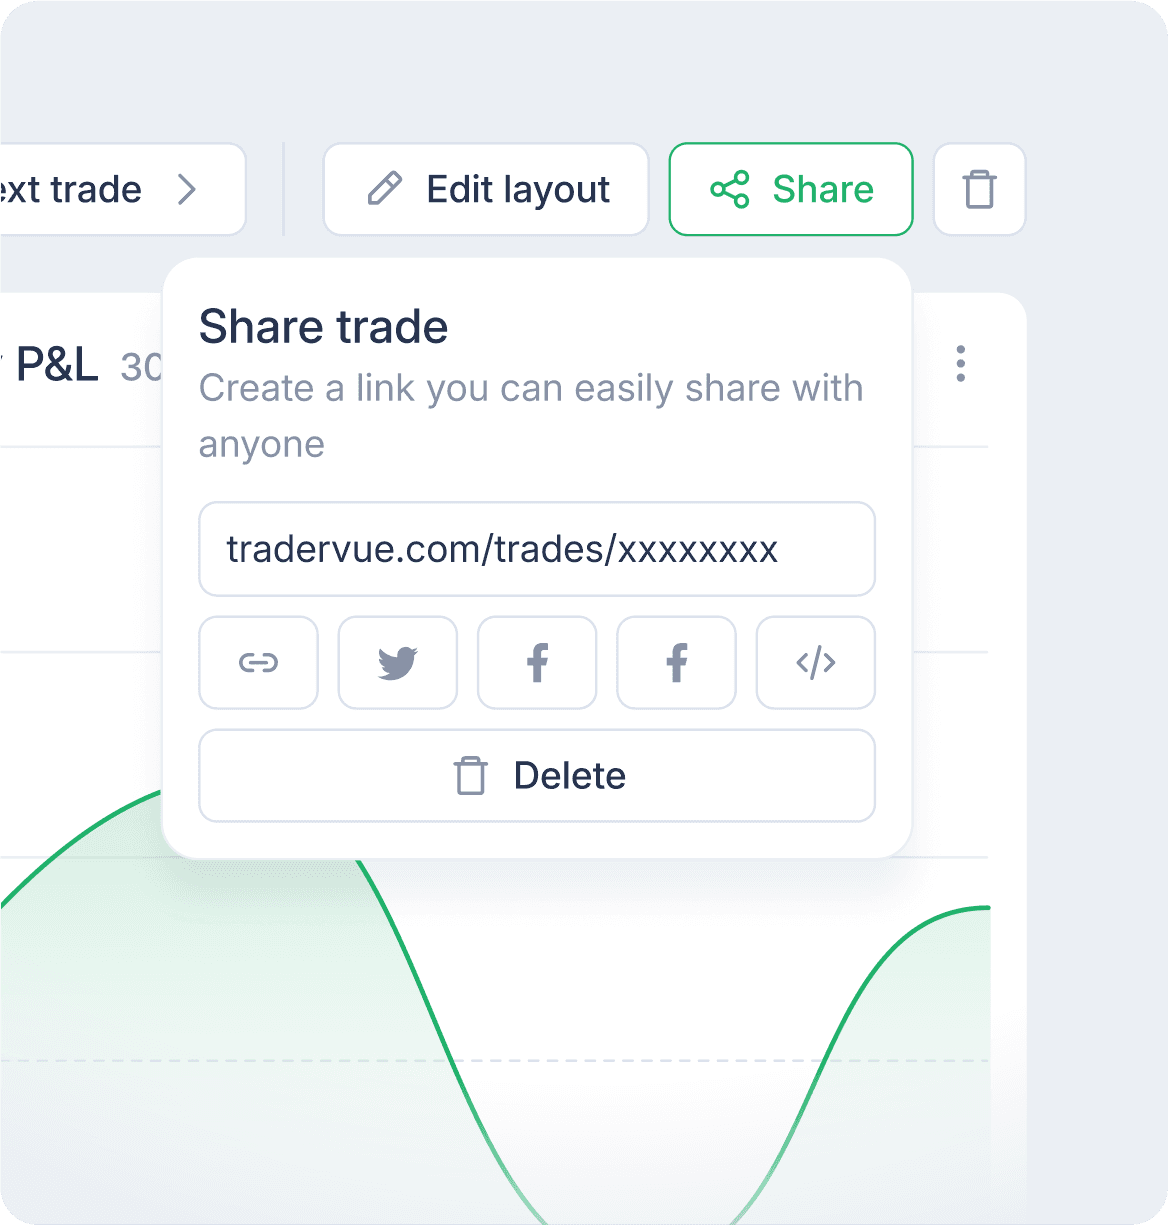 ext trade
Edit layout
Share
P&L 30
Share trade
Create a link you can easily share with
anyone
tradervue.com/trades/xxxxxxxx
Delete